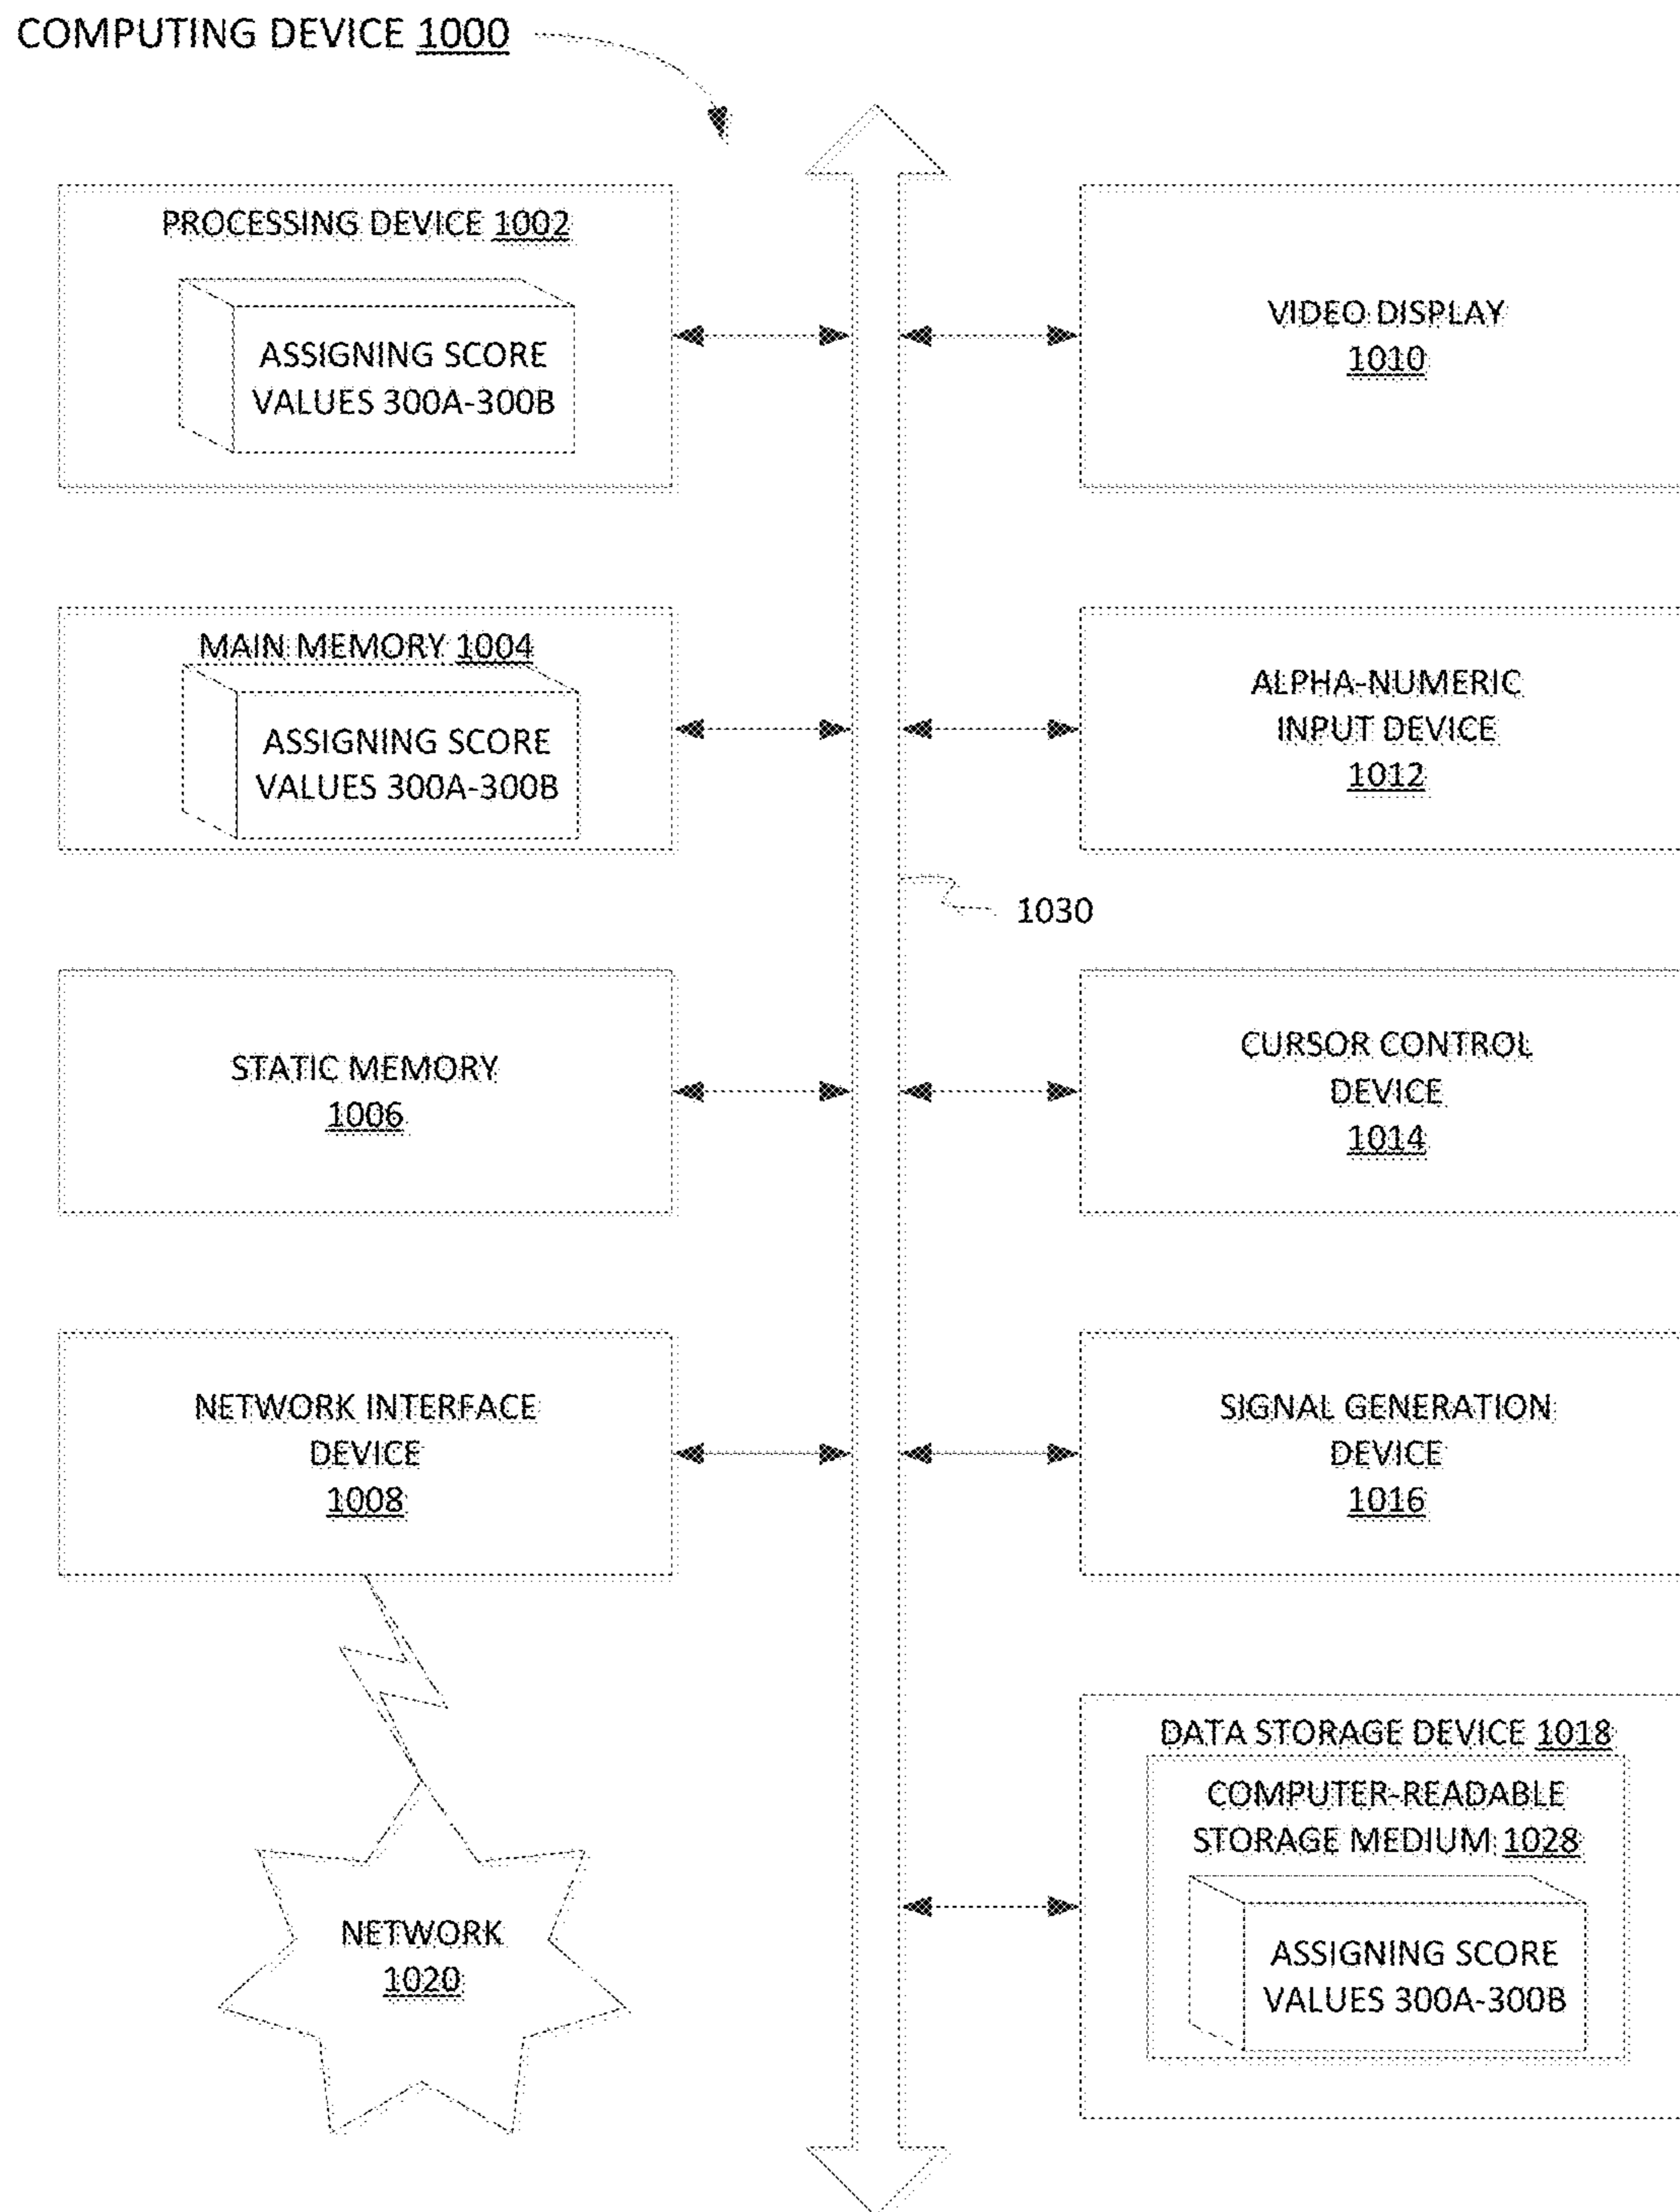 COMPUTING DEVICE 1000
PROCESSING DEVICE 1002
ASSIGNING SCORE
VALUES 300A-300B
VIDEO DISPLAY
1010
MAIN MEMORY 1004
ASSIGNING SCORE
VALUES 300A-300B
ALPHA-NUMERIC
INPUT DEVICE
1012
1030
STATIC MEMORY
1006
CURSOR CONTROL
DEVICE
1014
NETWORK INTERFACE
DEVICE
1008
SIGNAL GENERATION
DEVICE
1016
DATA STORAGE DEVICE 1018
COMPUTER-READABLE
STORAGE MEDIUM 1028
ASSIGNING SCORE
VALUES 300A-300B
NETWORK
1020